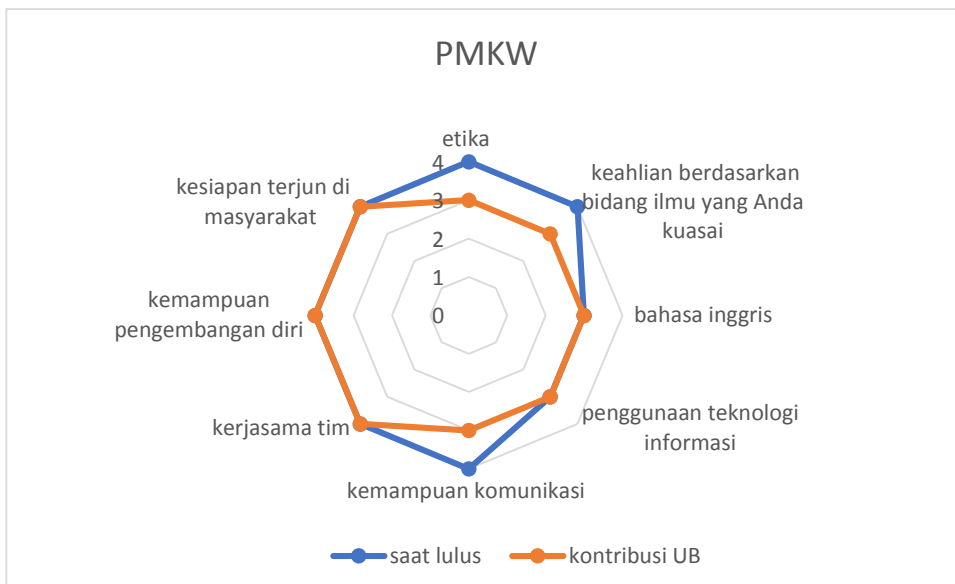 PMKW
etika
keahlian berdasarkan
bidang ilmu yang Anda
kuasai
bahasa inggris
penggunaan teknologi
informasi
kemampuan komunikasi
kerjasama tim
kemampuan
pengembangan diri
kesiapan terjun di
masyarakat
4
3
2
1
0
saat lulus
kontribusi UB